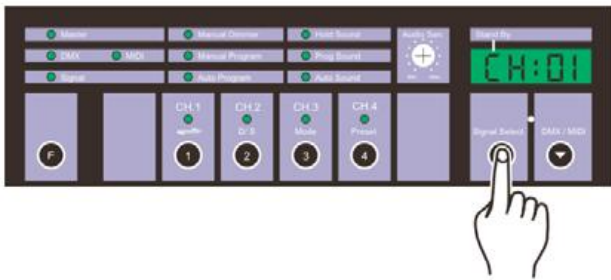 Master
Manual Dimmer
Hold Sound
Audio Sen.
Stand By
DMX
MIDI
Manual Program
Prog Sound
CH:01
Signal
Auto Program
Auto Sound
CH.1
CH.2
CH.3
CH.4
D/S
Mode
Preset
Signal Select
DMX / MIDI
F
1
2
3
4